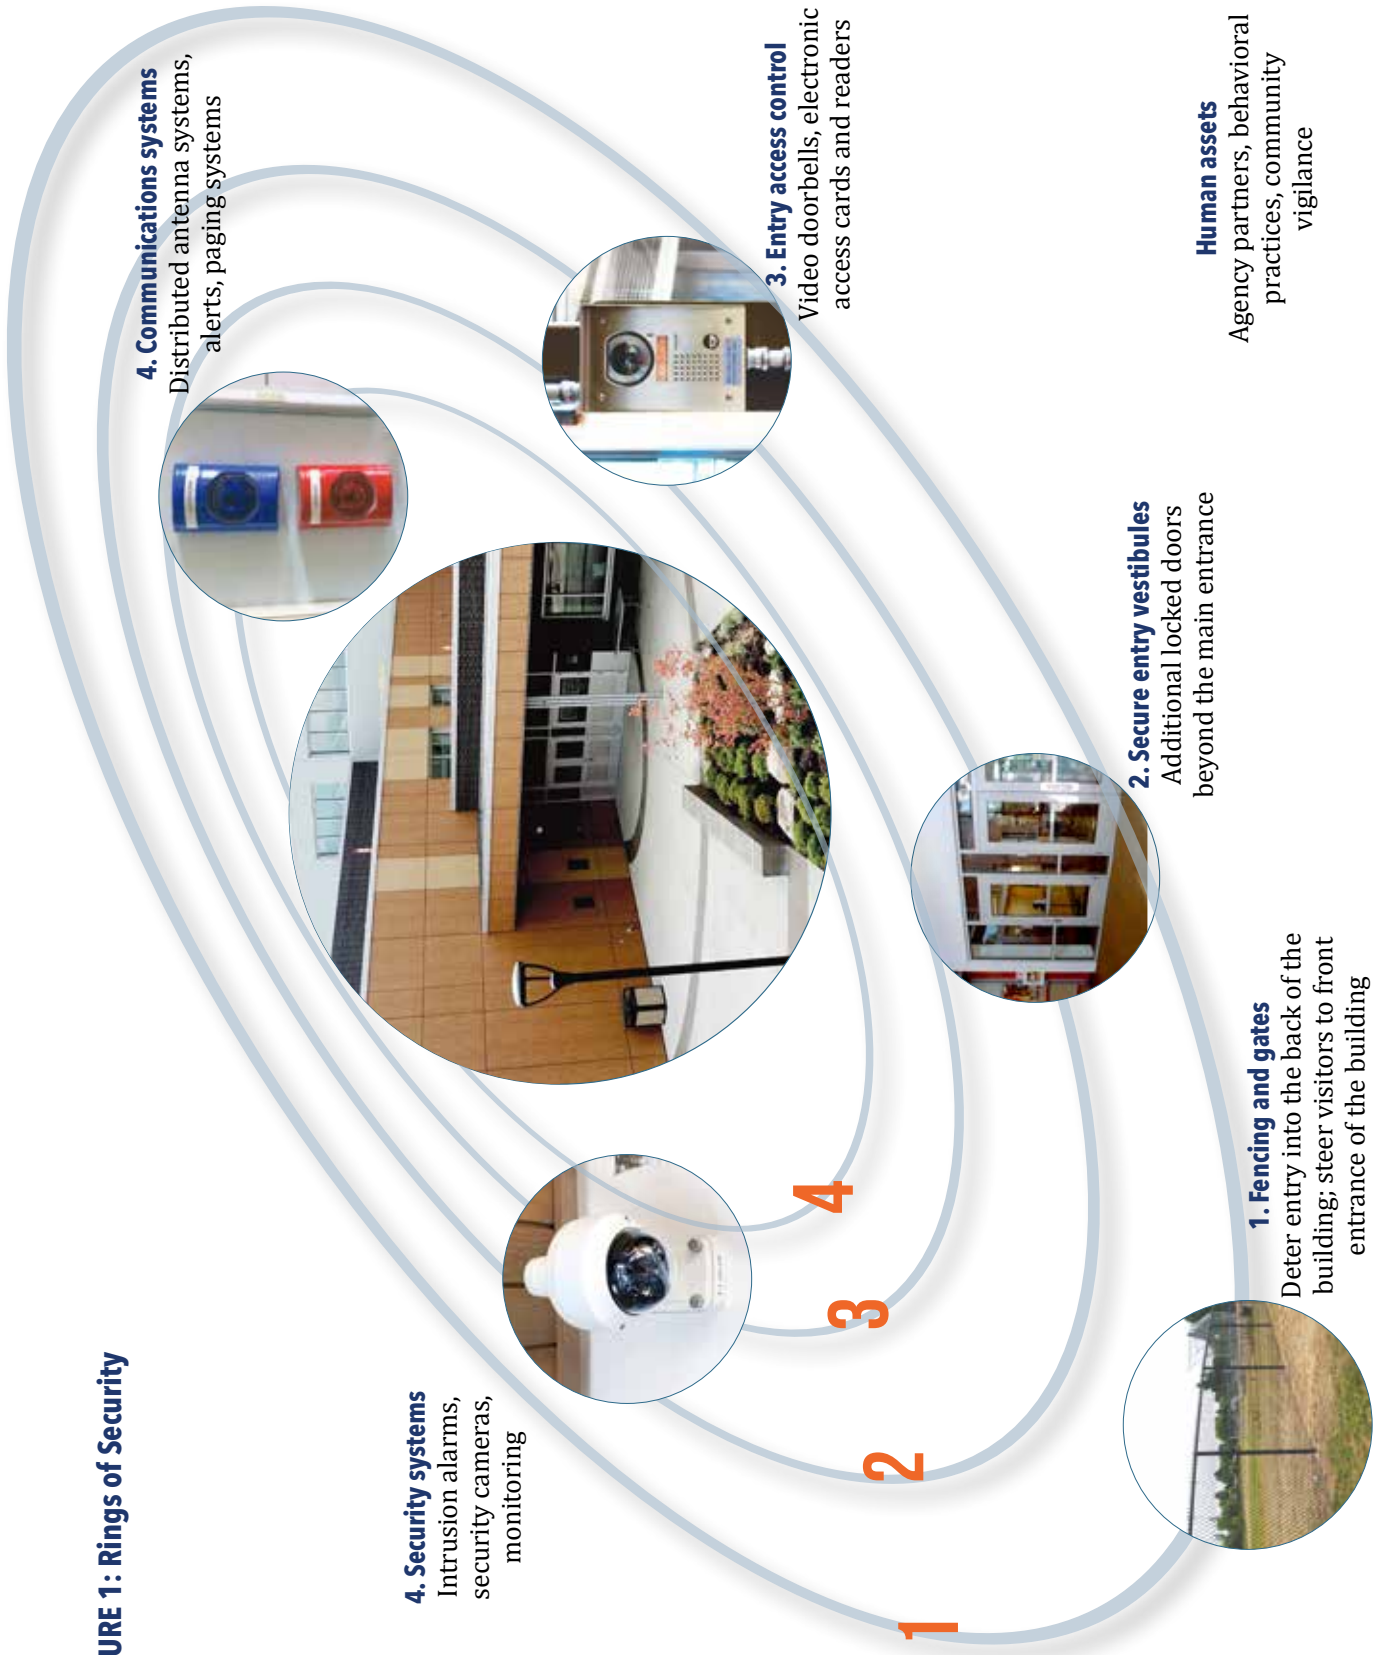 URE 1: Rings of Security
4. Communications systems
Distributed antenna systems,
alerts, paging systems
4. Security systems
Intrusion alarms,
security cameras,
monitoring
3. Entry access control
Video doorbells, electronic
access cards and readers
4
3
2
1
2. Secure entry vestibules
Additional locked doors
beyond the main entrance
1. Fencing and gates
Deter entry into the back of the
building; steer visitors to front
entrance of the building
Human assets
Agency partners, behavioral
practices, community
vigilance